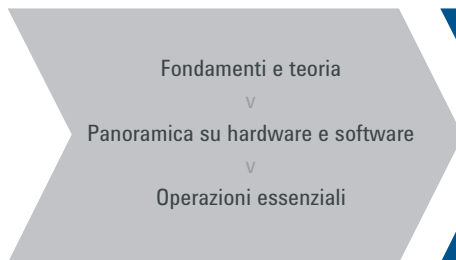 Fondamenti e teoria
v
Panoramica su hardware e software
v
Operazioni essenziali